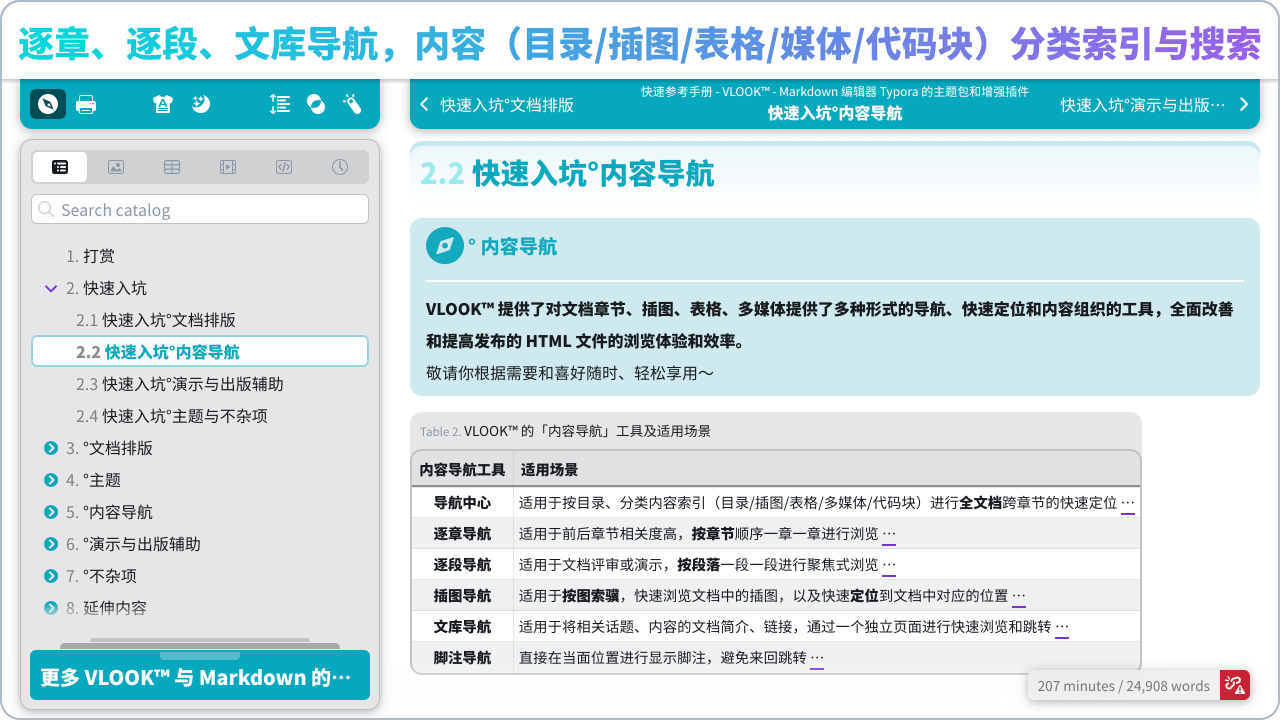 逐章、逐段、文库导航，内容（目录/插图/表格/媒体/代码块）分类索引与搜索
快速入坑°文档排版
快速参考手册 - VLOOK™ - Markdown 编辑器 Typora 的主题包和增强插件
快速入坑°内容导航
快速入坑°演示与出版…
Search catalog
1. 打赏
2. 快速入坑
2.1 快速入坑°文档排版
2.2 快速入坑°内容导航
2.3 快速入坑°演示与出版辅助
2.4 快速入坑°主题与不杂项
3. °文档排版
4. °主题
5. °内容导航
6. °演示与出版辅助
7. °不杂项
8. 延伸内容
更多 VLOOK™ 与 Markdown 的…
2.2 快速入坑°内容导航
° 内容导航
VLOOK™ 提供了对文档章节、插图、表格、多媒体提供了多种形式的导航、快速定位和内容组织的工具，全面改善
和提高发布的 HTML 文件的浏览体验和效率。
敬请你根据需要和喜好随时、轻松享用～
Table 2. VLOOK™ 的「内容导航」工具及适用场景
内容导航工具 适用场景
导航中心 适用于按目录、分类内容索引（目录/插图/表格/多媒体/代码块）进行全文档跨章节的快速定位 …
逐章导航 适用于前后章节相关度高，按章节顺序一章一章进行浏览 …
逐段导航 适用于文档评审或演示，按段落一段一段进行聚焦式浏览 …
插图导航 适用于按图索骥，快速浏览文档中的插图，以及快速定位到文档中对应的位置 …
文库导航 适用于将相关话题、内容的文档简介、链接，通过一个独立页面进行快速浏览和跳转 …
脚注导航 直接在当面位置进行显示脚注，避免来回跳转 …
207 minutes / 24,908 words